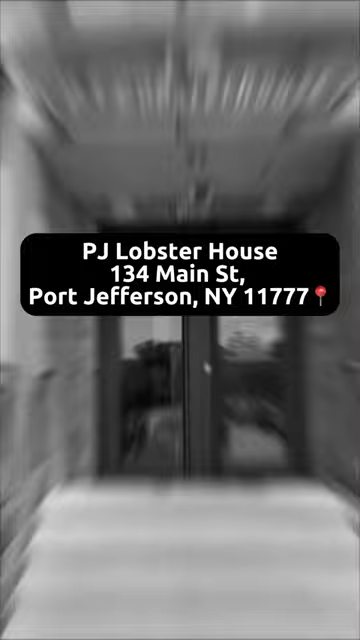 PJ Lobster House
134 Main St,
Port Jefferson, NY 11777📍